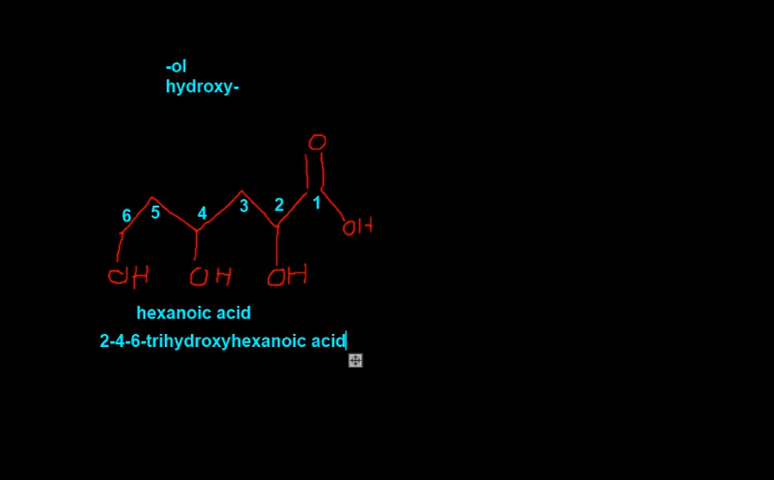 -ol
hydroxy-
O
6 5 4 3 2 1
OH
OH OH OH
hexanoic acid
2-4-6-trihydroxyhexanoic acid